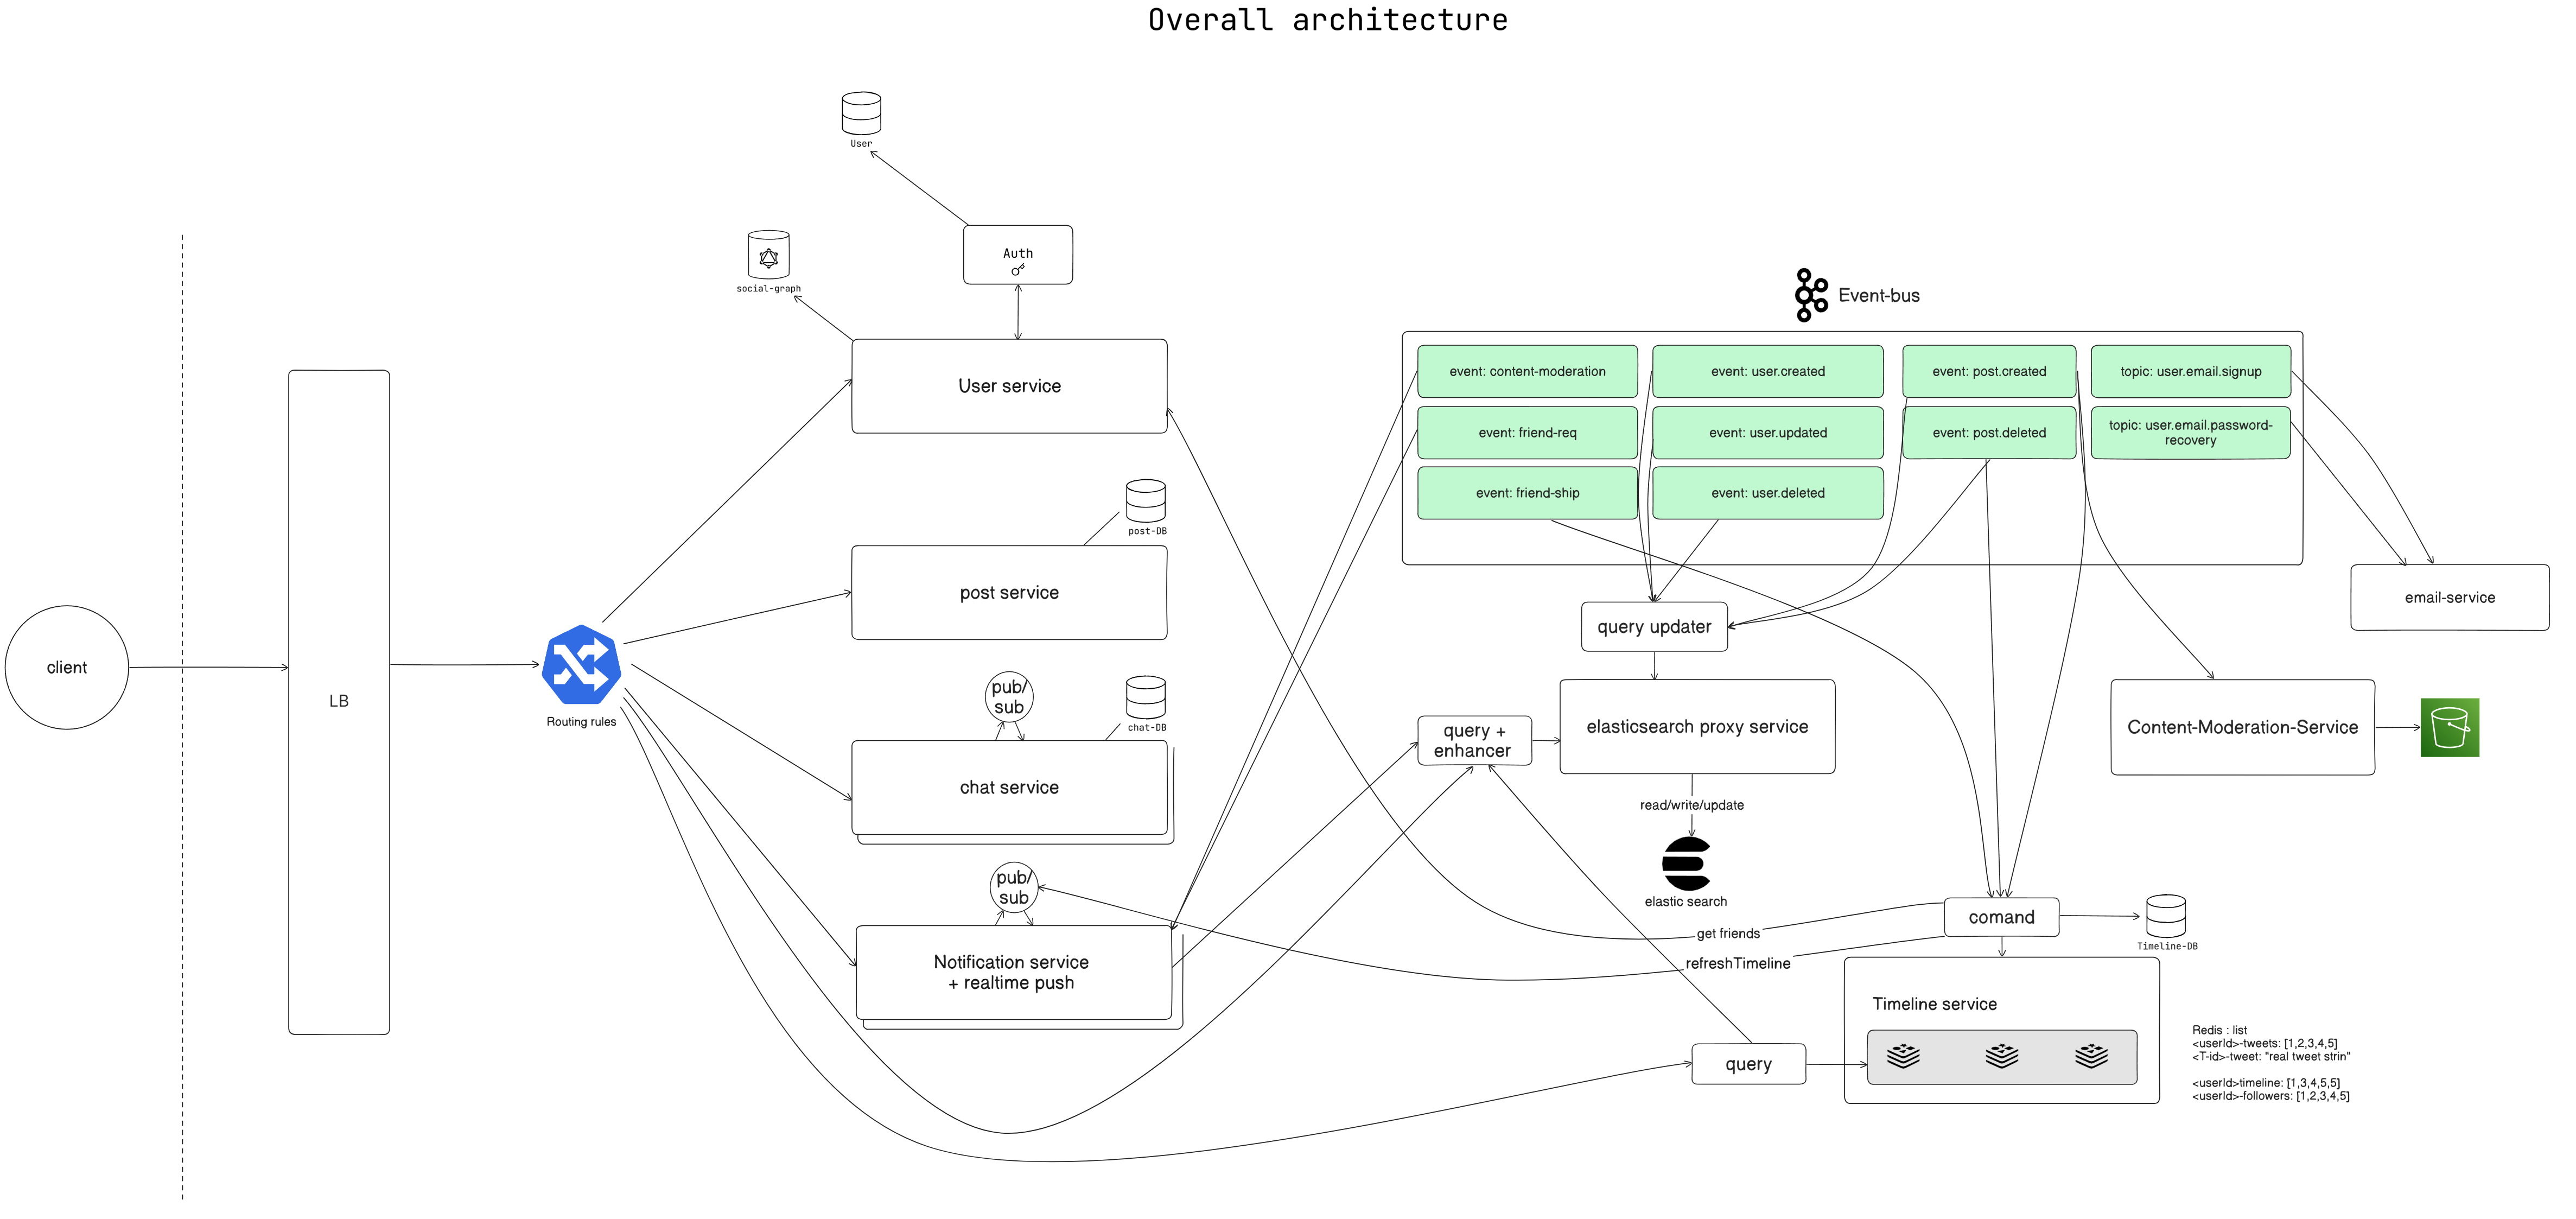 Overall architecture
User
Auth
social-graph
User service
Event-bus
event: content-moderation
event: user.created
event: post.created
topic: user.email.signup
event: friend-req
event: user.updated
event: post.deleted
topic: user.email.password-
recovery
event: friend-ship
event: user.deleted
post-DB
post service
client
LB
Routing rules
pub/
sub
chat-DB
chat service
query updater
email-service
query +
enhancer
elasticsearch proxy service
Content-Moderation-Service
read/write/update
elastic search
pub/
sub
Notification service
+ realtime push
get friends
refreshTimeline
comand
Timeline-DB
Timeline service
query
Redis : list
<userId>-tweets: [1,2,3,4,5]
<T-id>-tweet: "real tweet strin"
<userId>timeline: [1,3,4,5,5]
<userId>-followers: [1,2,3,4,5]